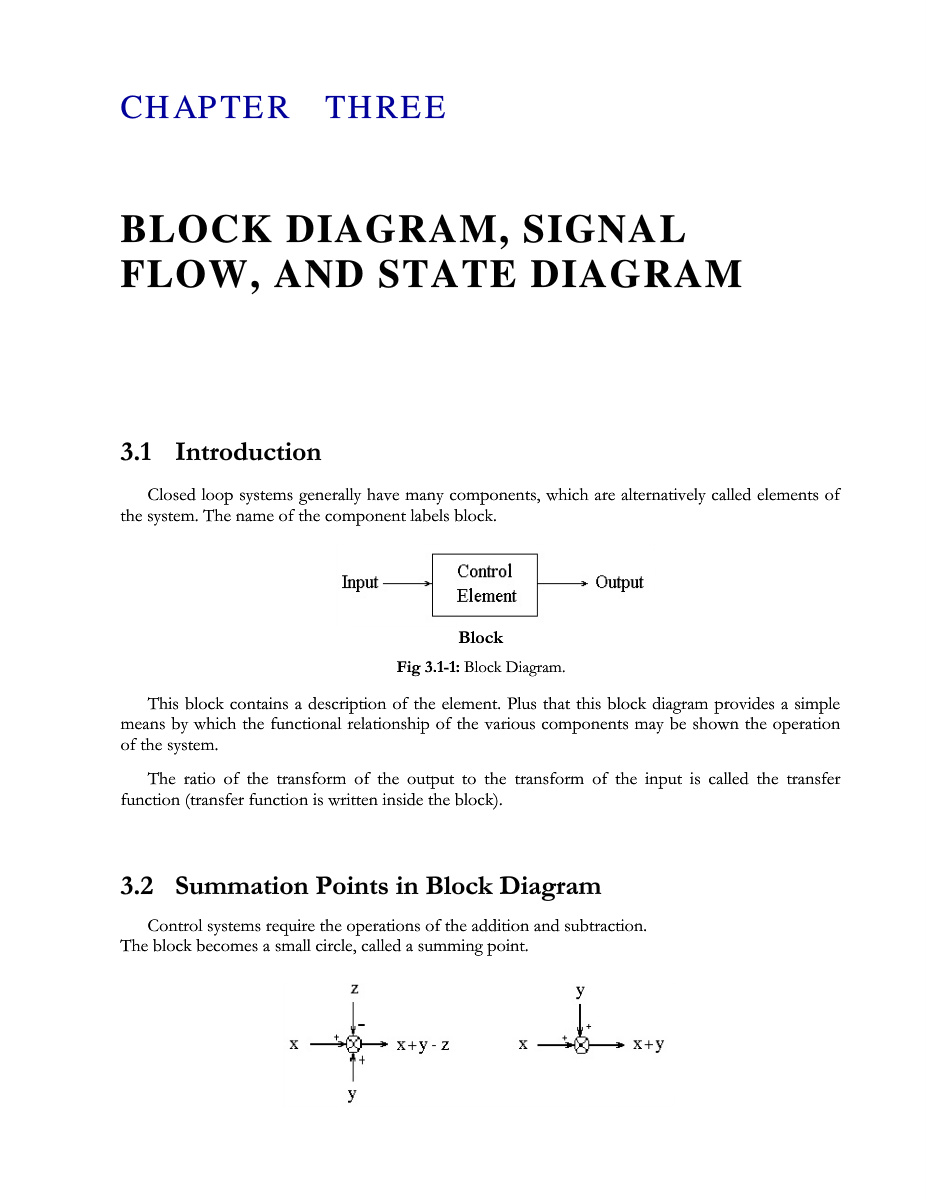 CHAPTER THREE
BLOCK DIAGRAM, SIGNAL
FLOW, AND STATE DIAGRAM
3.1 Introduction
Closed loop systems generally have many components, which are alternatively called elements of
the system. The name of the component labels block.
Control
Input
Output
Element
Block
Fig 3.1-1: Block Diagram.
This block contains a description of the element. Plus that this block diagram provides a simple
means by which the functional relationship of the various components may be shown the operation
of the system.
The ratio of the transform of the output to the transform of the input is called the transfer
function (transfer function is written inside the block).
3.2 Summation Points in Block Diagram
Control systems require the operations of the addition and subtraction.
The block becomes a small circle, called a summing point.
z
−
x + x+y - z
+
y
y
+
x + x+y